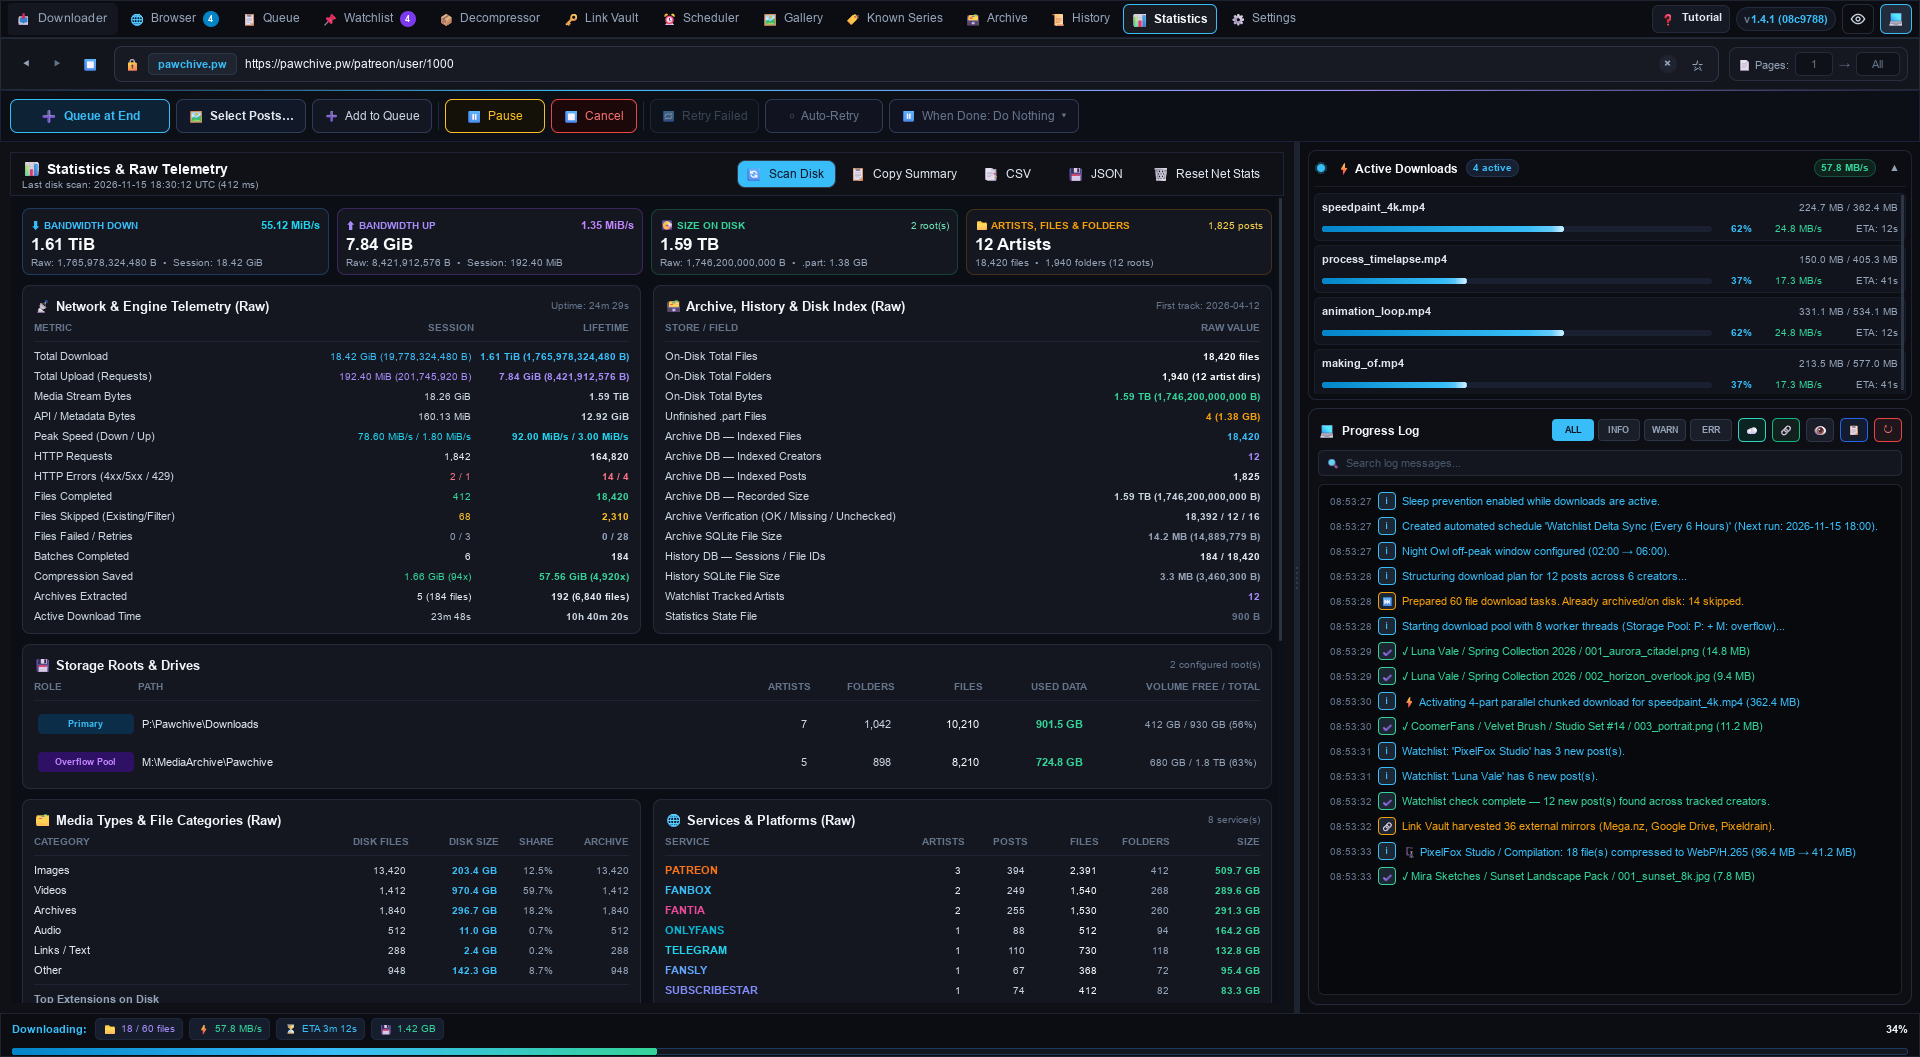 Downloader Browser 4 Queue Watchlist 4 Decompressor Link Vault Scheduler Gallery Known Series Archive History Statistics Settings Tutorial v1.4.1 (08c9788)
pawchive.pw https://pawchive.pw/patreon/user/1000 Pages: 1 → All
Queue at End Select Posts... Add to Queue Pause Cancel Retry Failed Auto-Retry When Done: Do Nothing
Statistics & Raw Telemetry
Last disk scan: 2026-11-15 18:30:12 UTC (412 ms)
Scan Disk Copy Summary CSV JSON Reset Net Stats
BANDWIDTH DOWN 55.12 MiB/s
1.61 TiB
Raw: 1,765,978,324,480 B • Session: 18.42 GiB
BANDWIDTH UP 1.35 MiB/s
7.84 GiB
Raw: 8,421,912,576 B • Session: 192.40 MiB
SIZE ON DISK 2 root(s)
1.59 TB
Raw: 1,746,200,000,000 B • .part: 1.38 GB
ARTISTS, FILES & FOLDERS 1,825 posts
12 Artists
18,420 files • 1,940 folders (12 roots)
Network & Engine Telemetry (Raw) Uptime: 24m 29s
METRIC SESSION LIFETIME
Total Download 18.42 GiB (19,778,324,480 B) 1.61 TiB (1,765,978,324,480 B)
Total Upload (Requests) 192.40 MiB (201,745,920 B) 7.84 GiB (8,421,912,576 B)
Media Stream Bytes 18.26 GiB 1.59 TiB
API / Metadata Bytes 160.13 MiB 12.92 GiB
Peak Speed (Down / Up) 78.60 MiB/s / 1.80 MiB/s 92.00 MiB/s / 3.00 MiB/s
HTTP Requests 1,842 164,820
HTTP Errors (4xx/5xx / 429) 2 / 1 14 / 4
Files Completed 412 18,420
Files Skipped (Existing/Filter) 68 2,310
Files Failed / Retries 0 / 3 0 / 28
Batches Completed 6 184
Compression Saved 1.66 GiB (94x) 57.56 GiB (4,920x)
Archives Extracted 5 (184 files) 192 (6,840 files)
Active Download Time 23m 48s 10h 40m 20s
Archive, History & Disk Index (Raw) First track: 2026-04-12
STORE / FIELD RAW VALUE
On-Disk Total Files 18,420 files
On-Disk Total Folders 1,940 (12 artist dirs)
On-Disk Total Bytes 1.59 TB (1,746,200,000,000 B)
Unfinished .part Files 4 (1.38 GB)
Archive DB — Indexed Files 18,420
Archive DB — Indexed Creators 12
Archive DB — Indexed Posts 1,825
Archive DB — Recorded Size 1.59 TB (1,746,200,000,000 B)
Archive Verification (OK / Missing / Unchecked) 18,392 / 12 / 16
Archive SQLite File Size 14.2 MB (14,889,779 B)
History DB — Sessions / File IDs 184 / 18,420
History SQLite File Size 3.3 MB (3,460,300 B)
Watchlist Tracked Artists 12
Statistics State File 900 B
Storage Roots & Drives 2 configured root(s)
ROLE PATH ARTISTS FOLDERS FILES USED DATA VOLUME FREE / TOTAL
Primary P:\Pawchive\Downloads 7 1,042 10,210 901.5 GB 412 GB / 930 GB (56%)
Overflow Pool M:\MediaArchive\Pawchive 5 898 8,210 724.8 GB 680 GB / 1.8 TB (63%)
Media Types & File Categories (Raw)
CATEGORY DISK FILES DISK SIZE SHARE ARCHIVE
Images 13,420 203.4 GB 12.5% 13,420
Videos 1,412 970.4 GB 59.7% 1,412
Archives 1,840 296.7 GB 18.2% 1,840
Audio 512 11.0 GB 0.7% 512
Links / Text 288 2.4 GB 0.2% 288
Other 948 142.3 GB 8.7% 948
Top Extensions on Disk
Services & Platforms (Raw) 8 service(s)
SERVICE ARTISTS POSTS FILES FOLDERS SIZE
PATREON 3 394 2,391 412 509.7 GB
FANBOX 2 249 1,540 268 289.6 GB
FANTIA 2 255 1,530 260 291.3 GB
ONLYFANS 1 88 512 94 164.2 GB
TELEGRAM 1 110 730 118 132.8 GB
FANSLY 1 67 368 72 95.4 GB
SUBSCRIBESTAR 1 74 412 82 83.3 GB
Active Downloads 4 active 57.8 MB/s
speedpaint_4k.mp4 224.7 MB / 362.4 MB
62% 24.8 MB/s ETA: 12s
process_timelapse.mp4 150.0 MB / 405.3 MB
37% 17.3 MB/s ETA: 41s
animation_loop.mp4 331.1 MB / 534.1 MB
62% 24.8 MB/s ETA: 12s
making_of.mp4 213.5 MB / 577.0 MB
37% 17.3 MB/s ETA: 41s
Progress Log ALL INFO WARN ERR
Search log messages...
08:53:27 i Sleep prevention enabled while downloads are active.
08:53:27 i Created automated schedule 'Watchlist Delta Sync (Every 6 Hours)' (Next run: 2026-11-15 18:00).
08:53:27 i Night Owl off-peak window configured (02:00 → 06:00).
08:53:28 i Structuring download plan for 12 posts across 6 creators...
08:53:28 Prepared 60 file download tasks. Already archived/on disk: 14 skipped.
08:53:28 i Starting download pool with 8 worker threads (Storage Pool: P: + M: overflow)...
08:53:29 ✓ Luna Vale / Spring Collection 2026 / 001_aurora_citadel.png (14.8 MB)
08:53:29 ✓ Luna Vale / Spring Collection 2026 / 002_horizon_overlook.jpg (9.4 MB)
08:53:30 i Activating 4-part parallel chunked download for speedpaint_4k.mp4 (362.4 MB)
08:53:30 ✓ CoomerFans / Velvet Brush / Studio Set #14 / 003_portrait.png (11.2 MB)
08:53:31 i Watchlist: 'PixelFox Studio' has 3 new post(s).
08:53:31 i Watchlist: 'Luna Vale' has 6 new post(s).
08:53:32 Watchlist check complete — 12 new post(s) found across tracked creators.
08:53:32 Link Vault harvested 36 external mirrors (Mega.nz, Google Drive, Pixeldrain).
08:53:33 i PixelFox Studio / Compilation: 18 file(s) compressed to WebP/H.265 (96.4 MB → 41.2 MB)
08:53:33 ✓ Mira Sketches / Sunset Landscape Pack / 001_sunset_8k.jpg (7.8 MB)
Downloading: 18 / 60 files 57.8 MB/s ETA 3m 12s 1.42 GB 34%